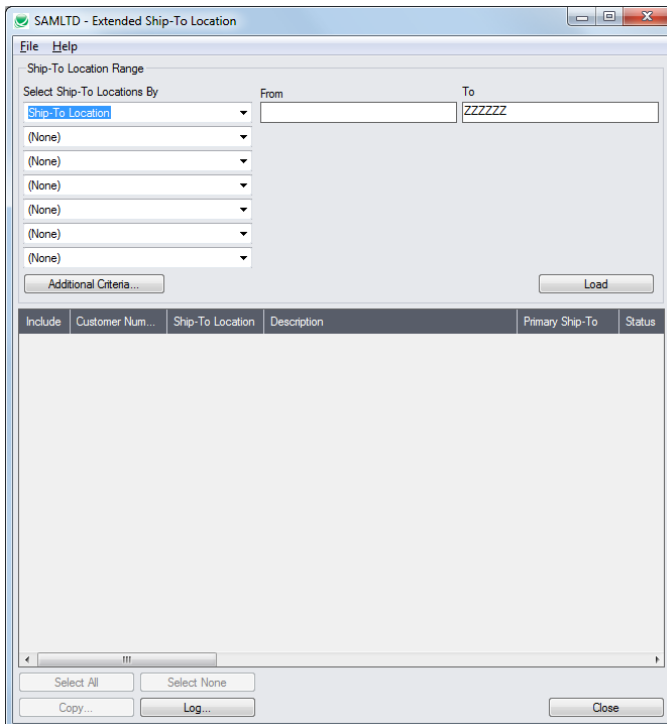 SAMLTD - Extended Ship-To Location
File Help
Ship-To Location Range
Select Ship-To Locations By From To
Ship-To Location ZZZZZZ
(None)
(None)
(None)
(None)
(None)
(None)
Additional Criteria... Load
Include Customer Num... Ship-To Location Description Primary Ship-To Status
Select All Select None
Copy... Log... Close